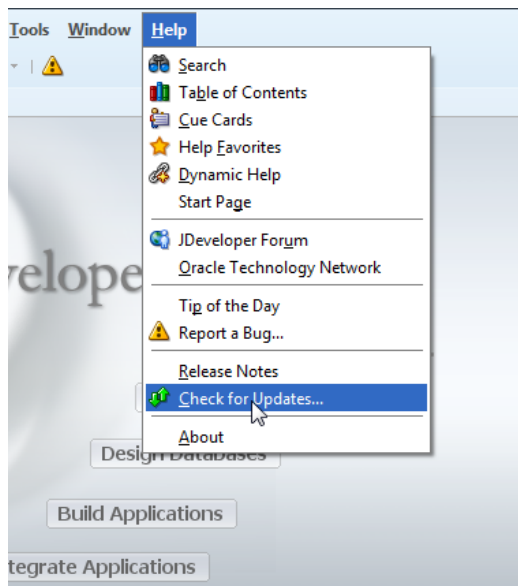 Tools Window Help
Search
Table of Contents
Cue Cards
Help Favorites
Dynamic Help
Start Page
JDeveloper Forum
velope
Oracle Technology Network
Tip of the Day
Report a Bug...
Release Notes
Check for Updates...
About
Design Databases
Build Applications
tegrate Applications